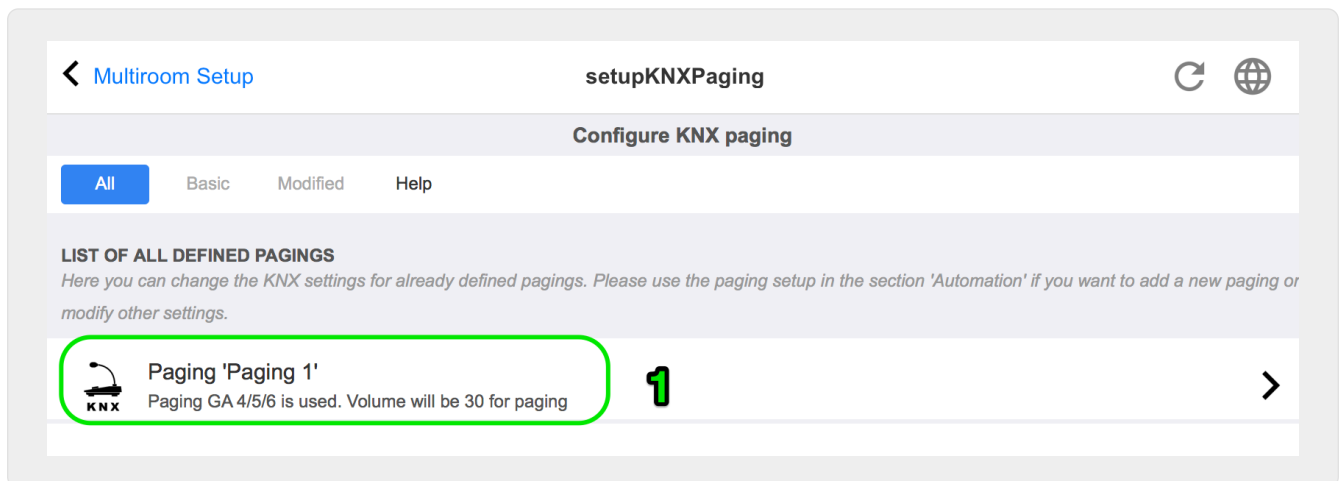 Multiroom Setup
setupKNXPaging
Configure KNX paging
All Basic Modified Help
LIST OF ALL DEFINED PAGINGS
Here you can change the KNX settings for already defined pagings. Please use the paging setup in the section 'Automation' if you want to add a new paging or
modify other settings.
Paging 'Paging 1'
KNX
Paging GA 4/5/6 is used. Volume will be 30 for paging
1